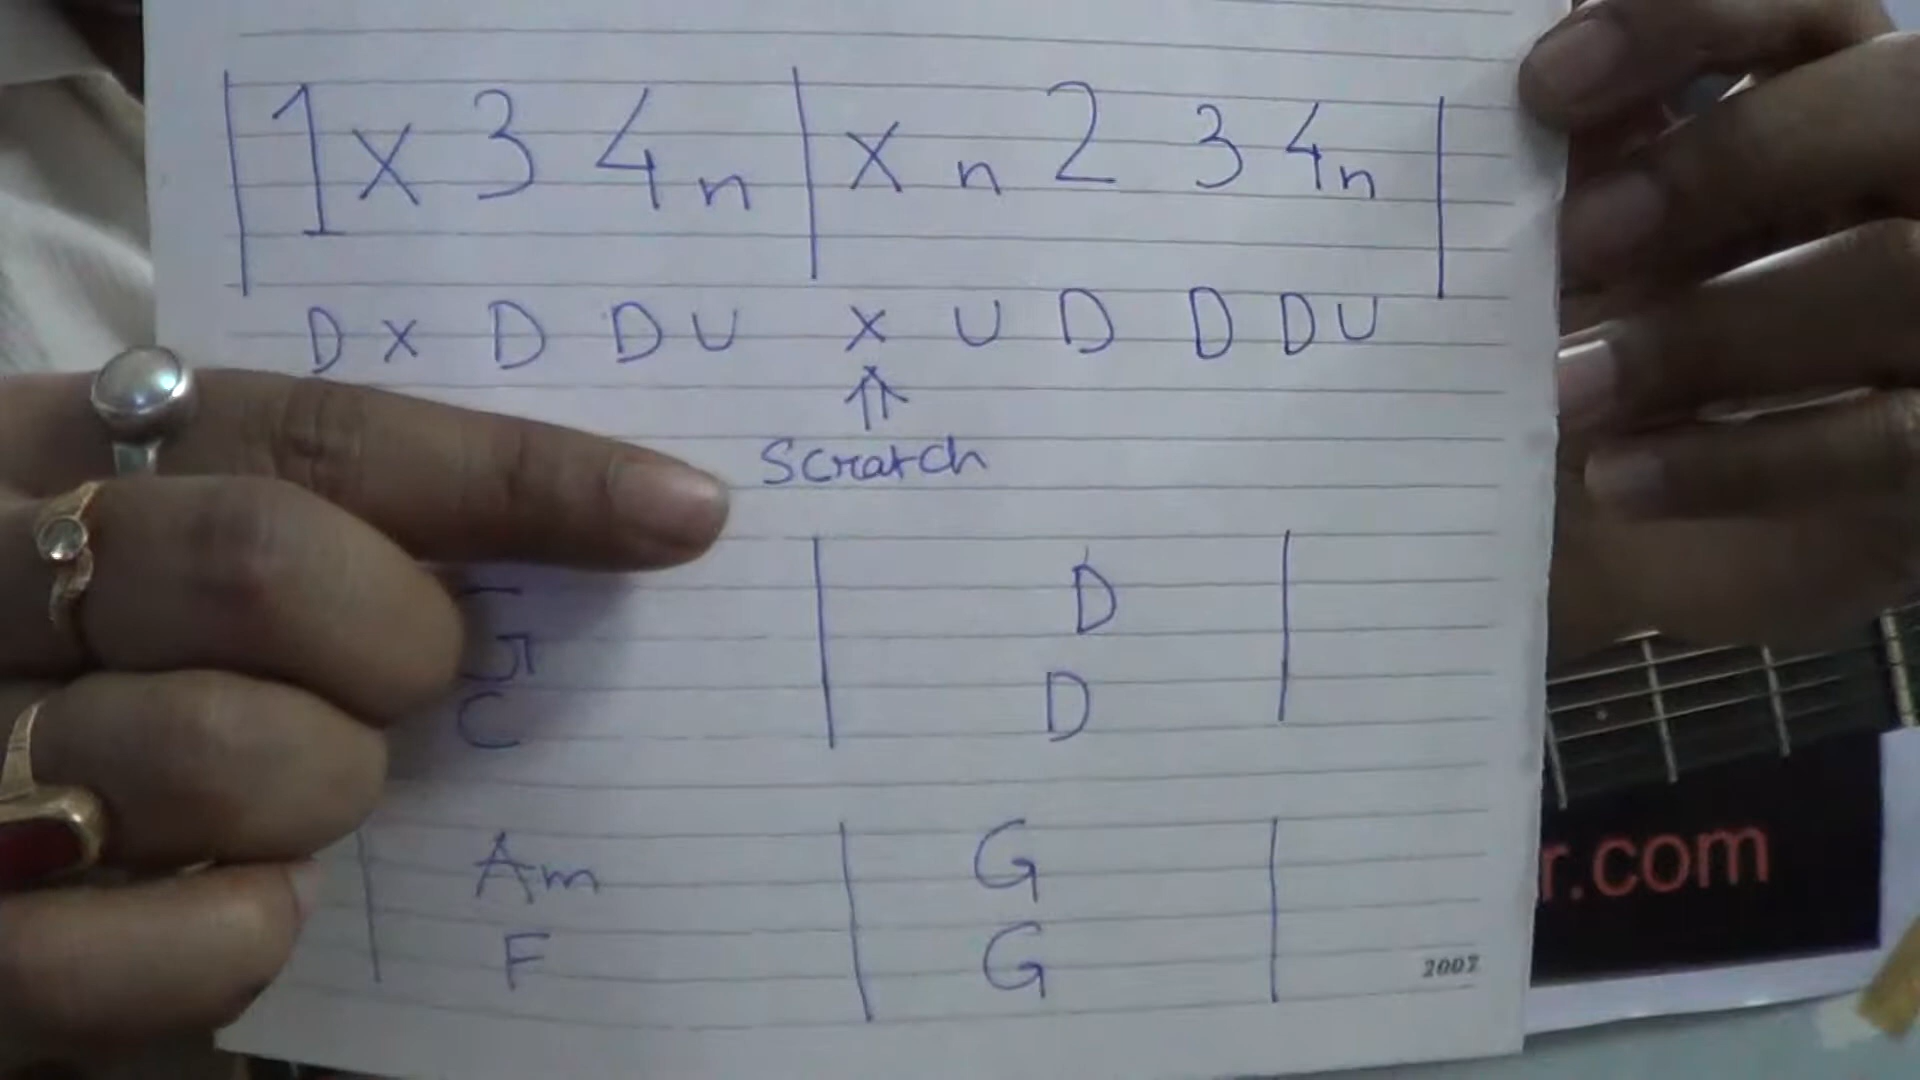 1 x 3 4 n | x n 2 3 4 n |
D x D D U x U D D D U
Scratch
G | D |
C | D |
| Am | G |
| F | G |
2007
r.com